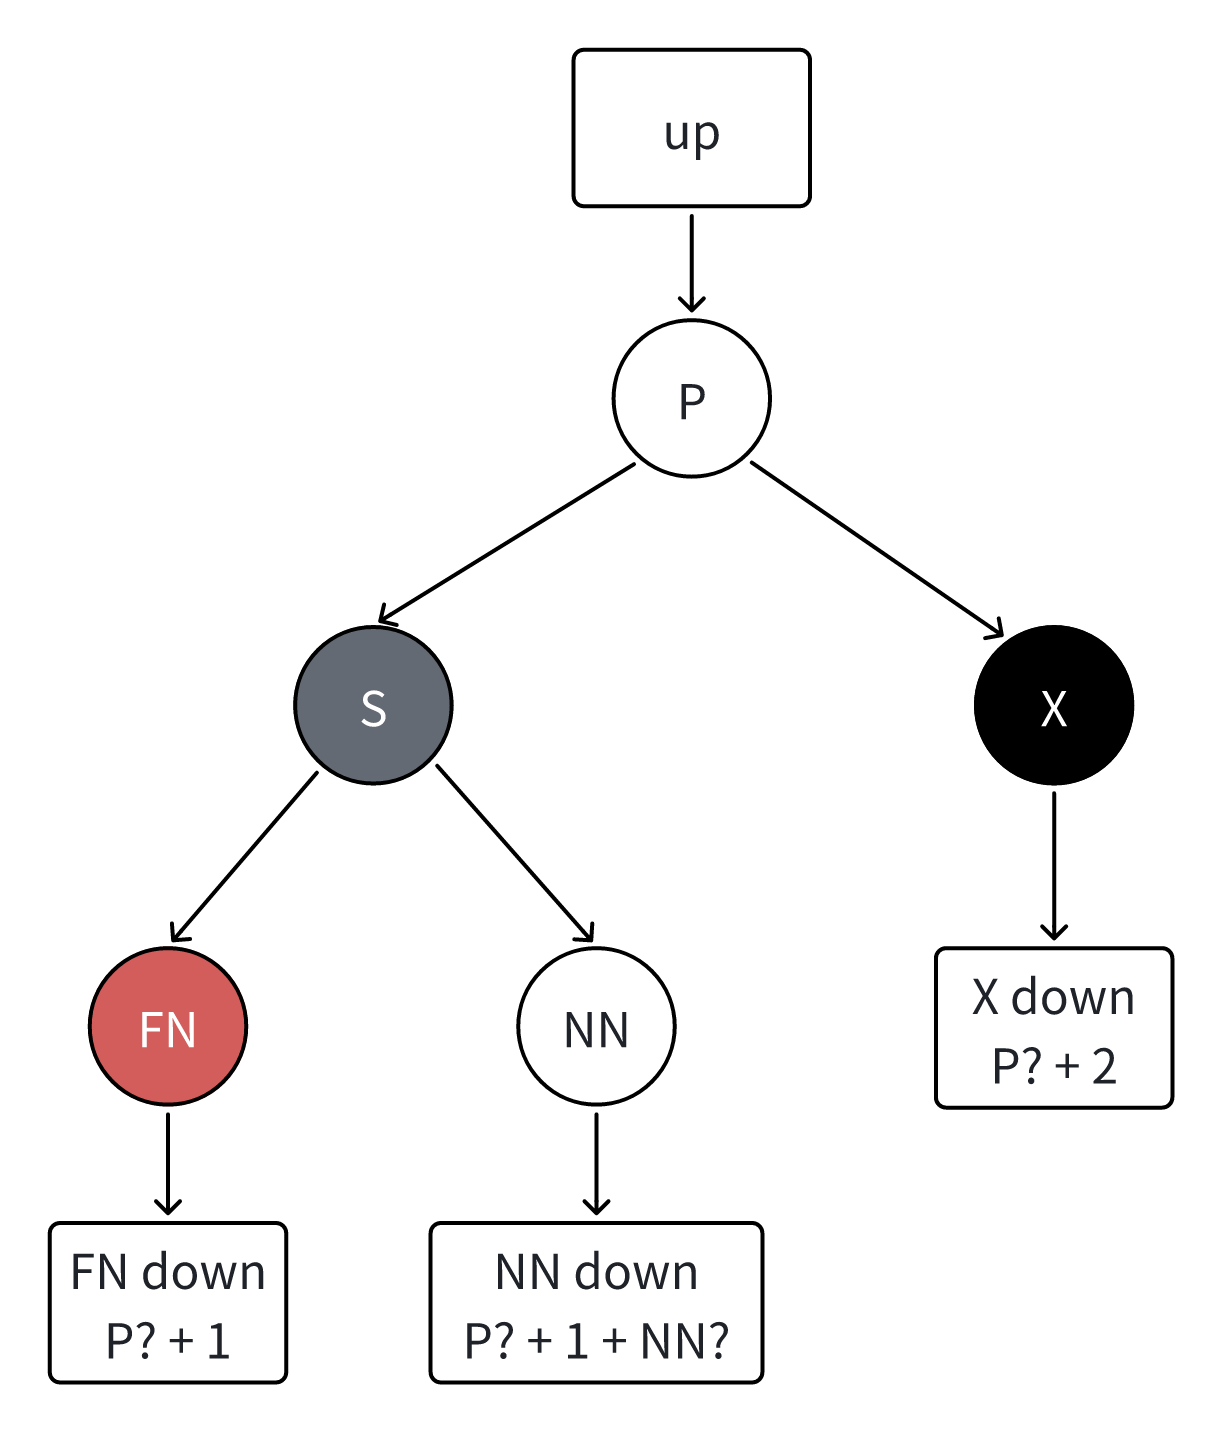 up
P
S
X
FN
NN
X down
P? + 2
FN down
P? + 1
NN down
P? + 1 + NN?